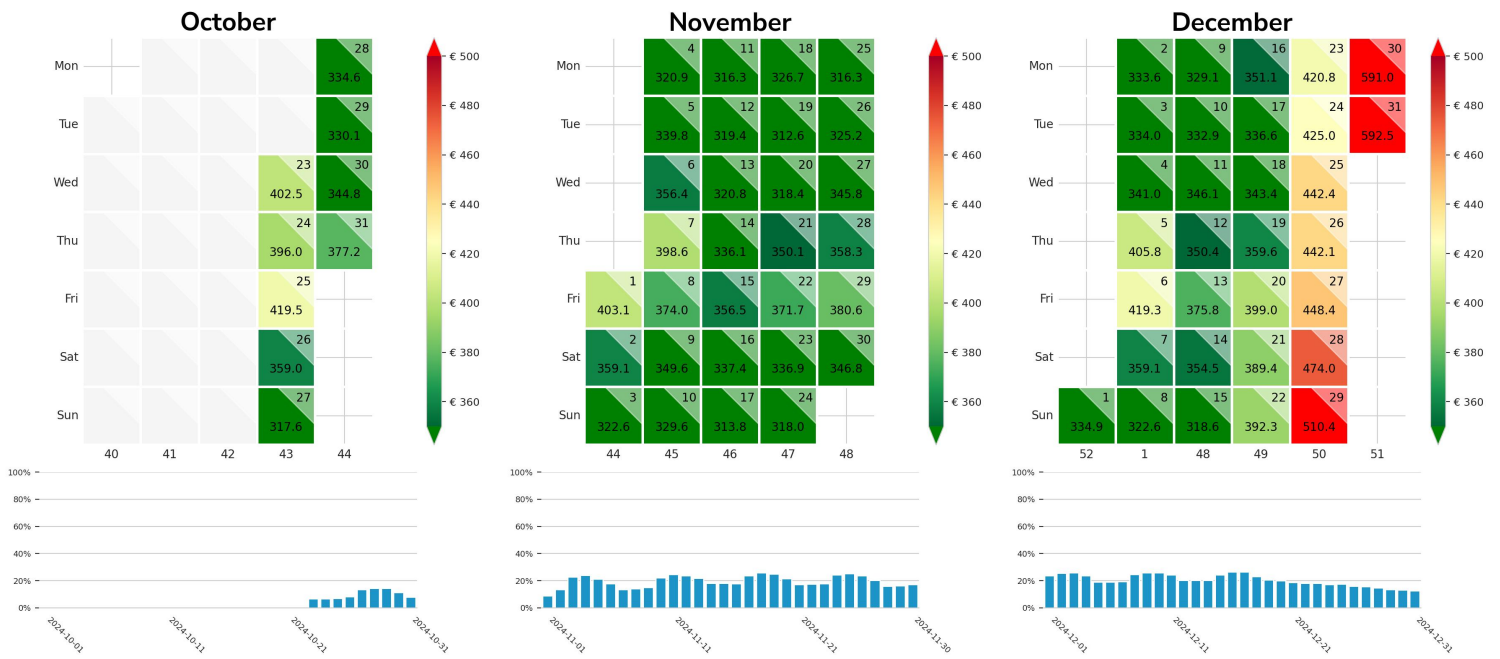 October
Mon 28 334.6
Tue 29 330.1
Wed 23 402.5 30 344.8
Thu 24 396.0 31 377.2
Fri 25 419.5
Sat 26 359.0
Sun 27 317.6
40 41 42 43 44
€ 500
€ 480
€ 460
€ 440
€ 420
€ 400
€ 380
€ 360
November
Mon 4 320.9 11 316.3 18 326.7 25 316.3
Tue 5 339.8 12 319.4 19 312.6 26 325.2
Wed 6 356.4 13 320.8 20 318.4 27 345.8
Thu 7 398.6 14 336.1 21 350.1 28 358.3
Fri 1 403.1 8 374.0 15 356.5 22 371.7 29 380.6
Sat 2 359.1 9 349.6 16 337.4 23 336.9 30 346.8
Sun 3 322.6 10 329.6 17 313.8 24 318.0
44 45 46 47 48
€ 500
€ 480
€ 460
€ 440
€ 420
€ 400
€ 380
€ 360
December
Mon 2 333.6 9 329.1 16 351.1 23 420.8 30 591.0
Tue 3 334.0 10 332.9 17 336.6 24 425.0 31 592.5
Wed 4 341.0 11 346.1 18 343.4 25 442.4
Thu 5 405.8 12 350.4 19 359.6 26 442.1
Fri 6 419.3 13 375.8 20 399.0 27 448.4
Sat 7 359.1 14 354.5 21 389.4 28 474.0
Sun 1 334.9 8 322.6 15 318.6 22 392.3 29 510.4
52 1 48 49 50 51
€ 500
€ 480
€ 460
€ 440
€ 420
€ 400
€ 380
€ 360
100%
80%
60%
40%
20%
0%
2024-10-01 2024-10-11 2024-10-21 2024-10-31
100%
80%
60%
40%
20%
0%
2024-11-01 2024-11-11 2024-11-21 2024-11-30
100%
80%
60%
40%
20%
0%
2024-12-01 2024-12-11 2024-12-21 2024-12-31